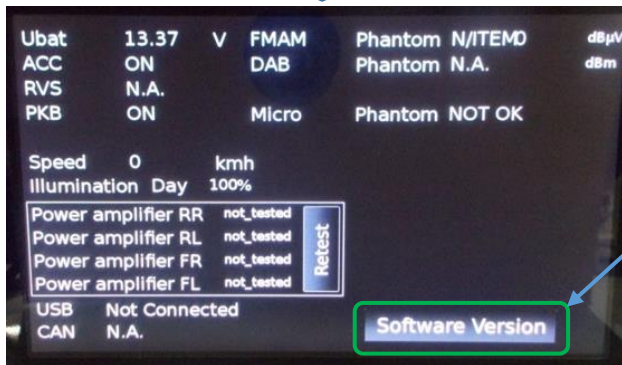 Ubat 13.37 V FMAM Phantom N/ITEM0 dBµV
ACC ON DAB Phantom N.A. dBm
RVS N.A.
PKB ON Micro Phantom NOT OK
Speed 0 kmh
Illumination Day 100%
Power amplifier RR not_tested
Power amplifier RL not_tested
Power amplifier FR not_tested
Power amplifier FL not_tested
Retest
USB Not Connected
CAN N.A.
Software Version